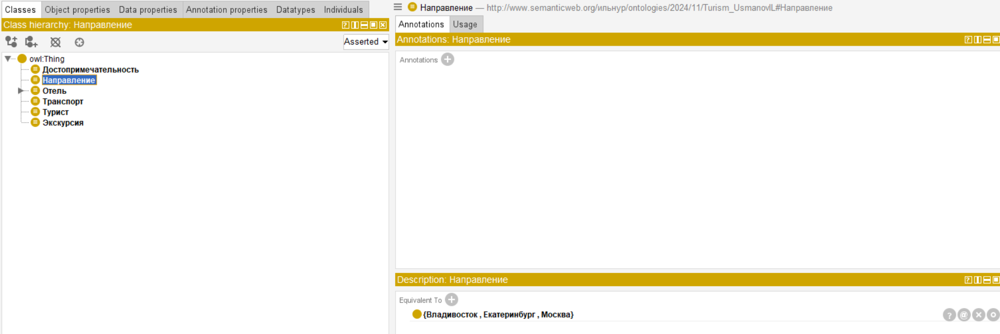 Classes Object properties Data properties Annotation properties Datatypes Individuals
Class hierarchy: Направление
Asserted
owl:Thing
Достопримечательность
Направление
Отель
Транспорт
Турист
Экскурсия
Направление — http://www.semanticweb.org/ильнур/ontologies/2024/11/Turism_UsmanovIL#Направление
Annotations Usage
Annotations: Направление
Annotations
Description: Направление
Equivalent To
{Владивосток , Екатеринбург , Москва}